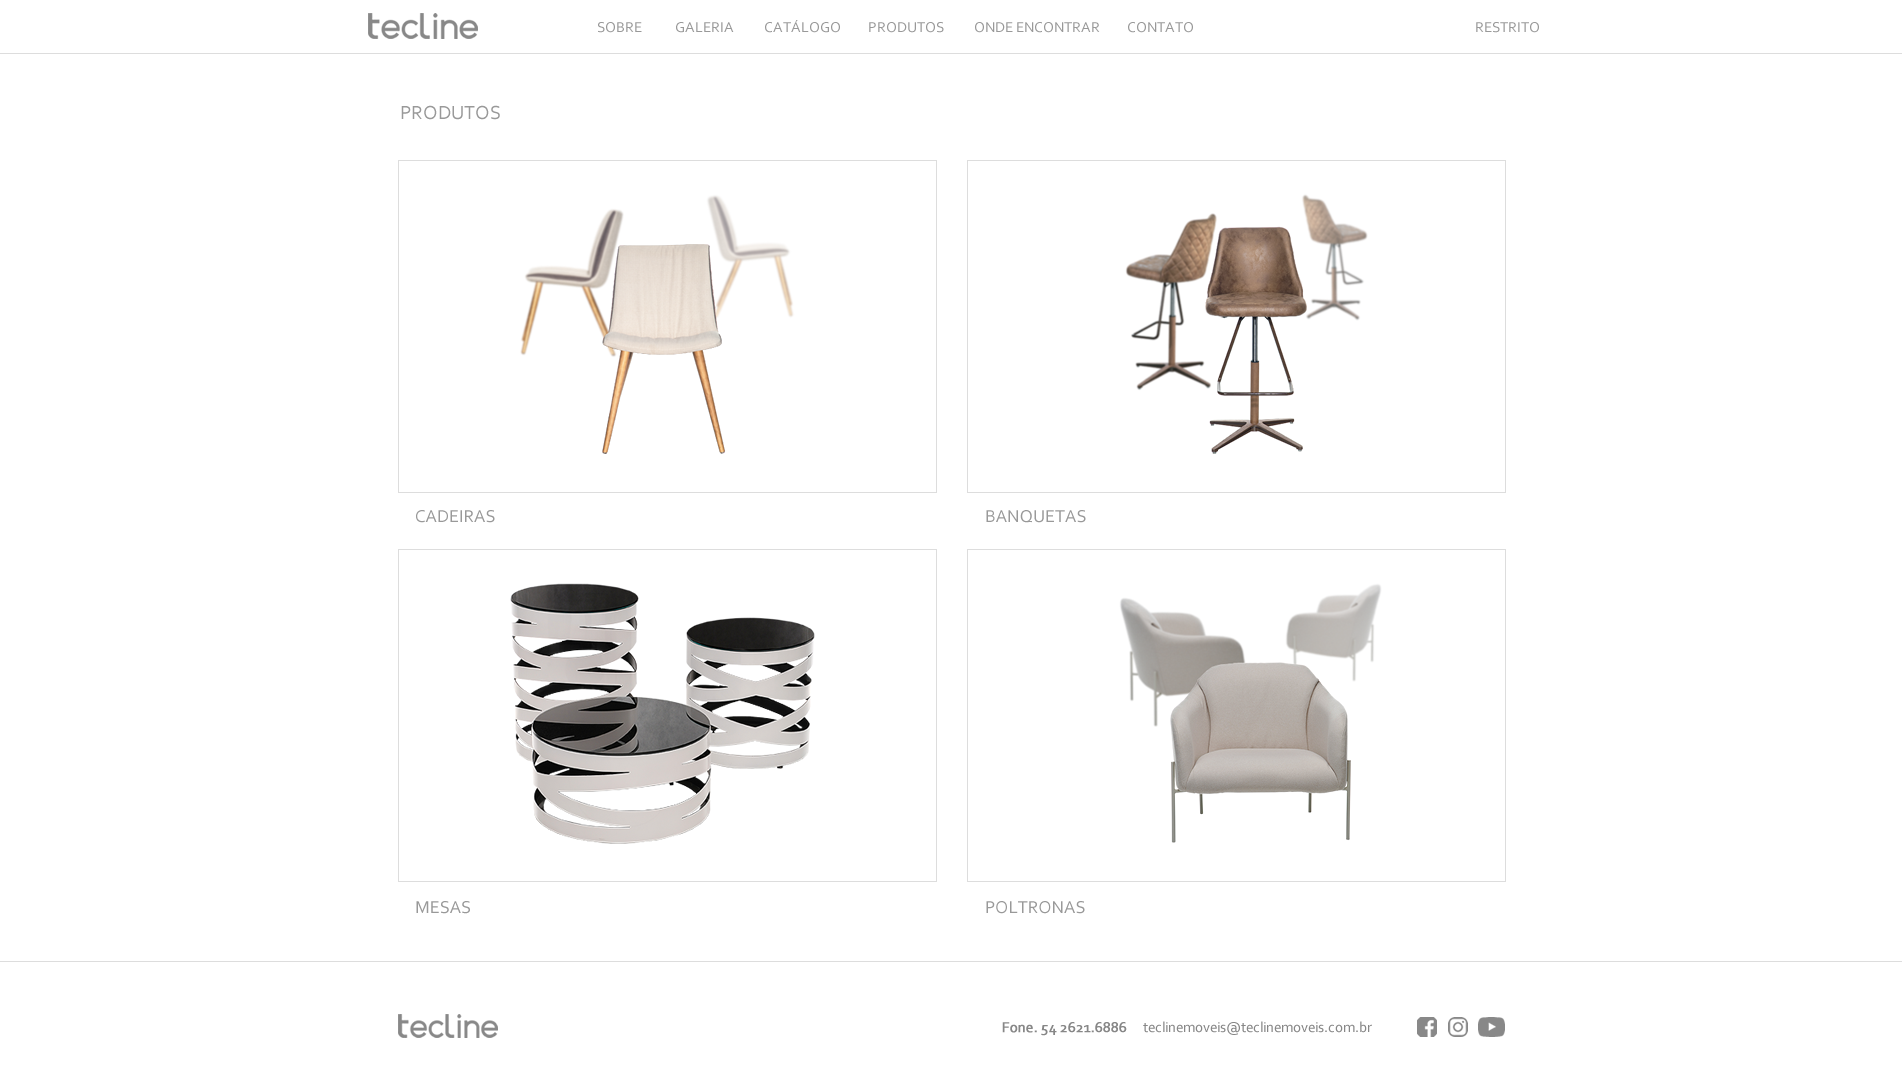 tecline SOBRE GALERIA CATÁLOGO PRODUTOS ONDE ENCONTRAR CONTATO RESTRITO
PRODUTOS
CADEIRAS BANQUETAS
MESAS POLTRONAS
tecline Fone. 54 2621.6886 teclinemoveis@teclinemoveis.com.br